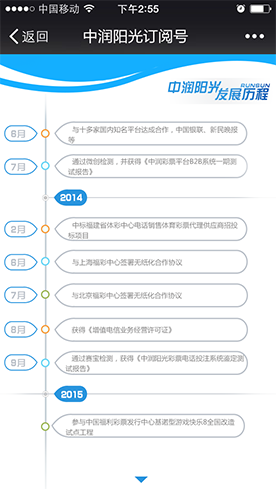 中国移动 下午2:55
返回 中润阳光订阅号
中润阳光 RUNSUN
发展历程
6月 与十多家国内知名平台达成合作，中国银联、新民晚报
等
7月 通过微创检测，并获得《中润彩票平台B2B系统一期测
试报告》
2014
2月 中标福建省体彩中心电话销售体育彩票代理供应商招投
标项目
6月 与上海福彩中心签署无纸化合作协议
7月 与北京福彩中心签署无纸化合作协议
8月 获得《增值电信业务经营许可证》
9月 通过赛宝检测，获得《中润阳光彩票电话投注系统鉴定测
试报告》
2015
参与中国福利彩票发行中心基诺型游戏快乐8全国改造
试点工程